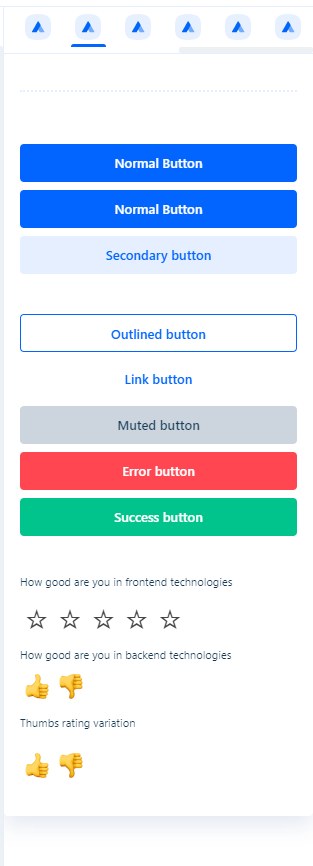 Normal Button
Normal Button
Secondary button
Outlined button
Link button
Muted button
Error button
Success button
How good are you in frontend technologies
How good are you in backend technologies
Thumbs rating variation